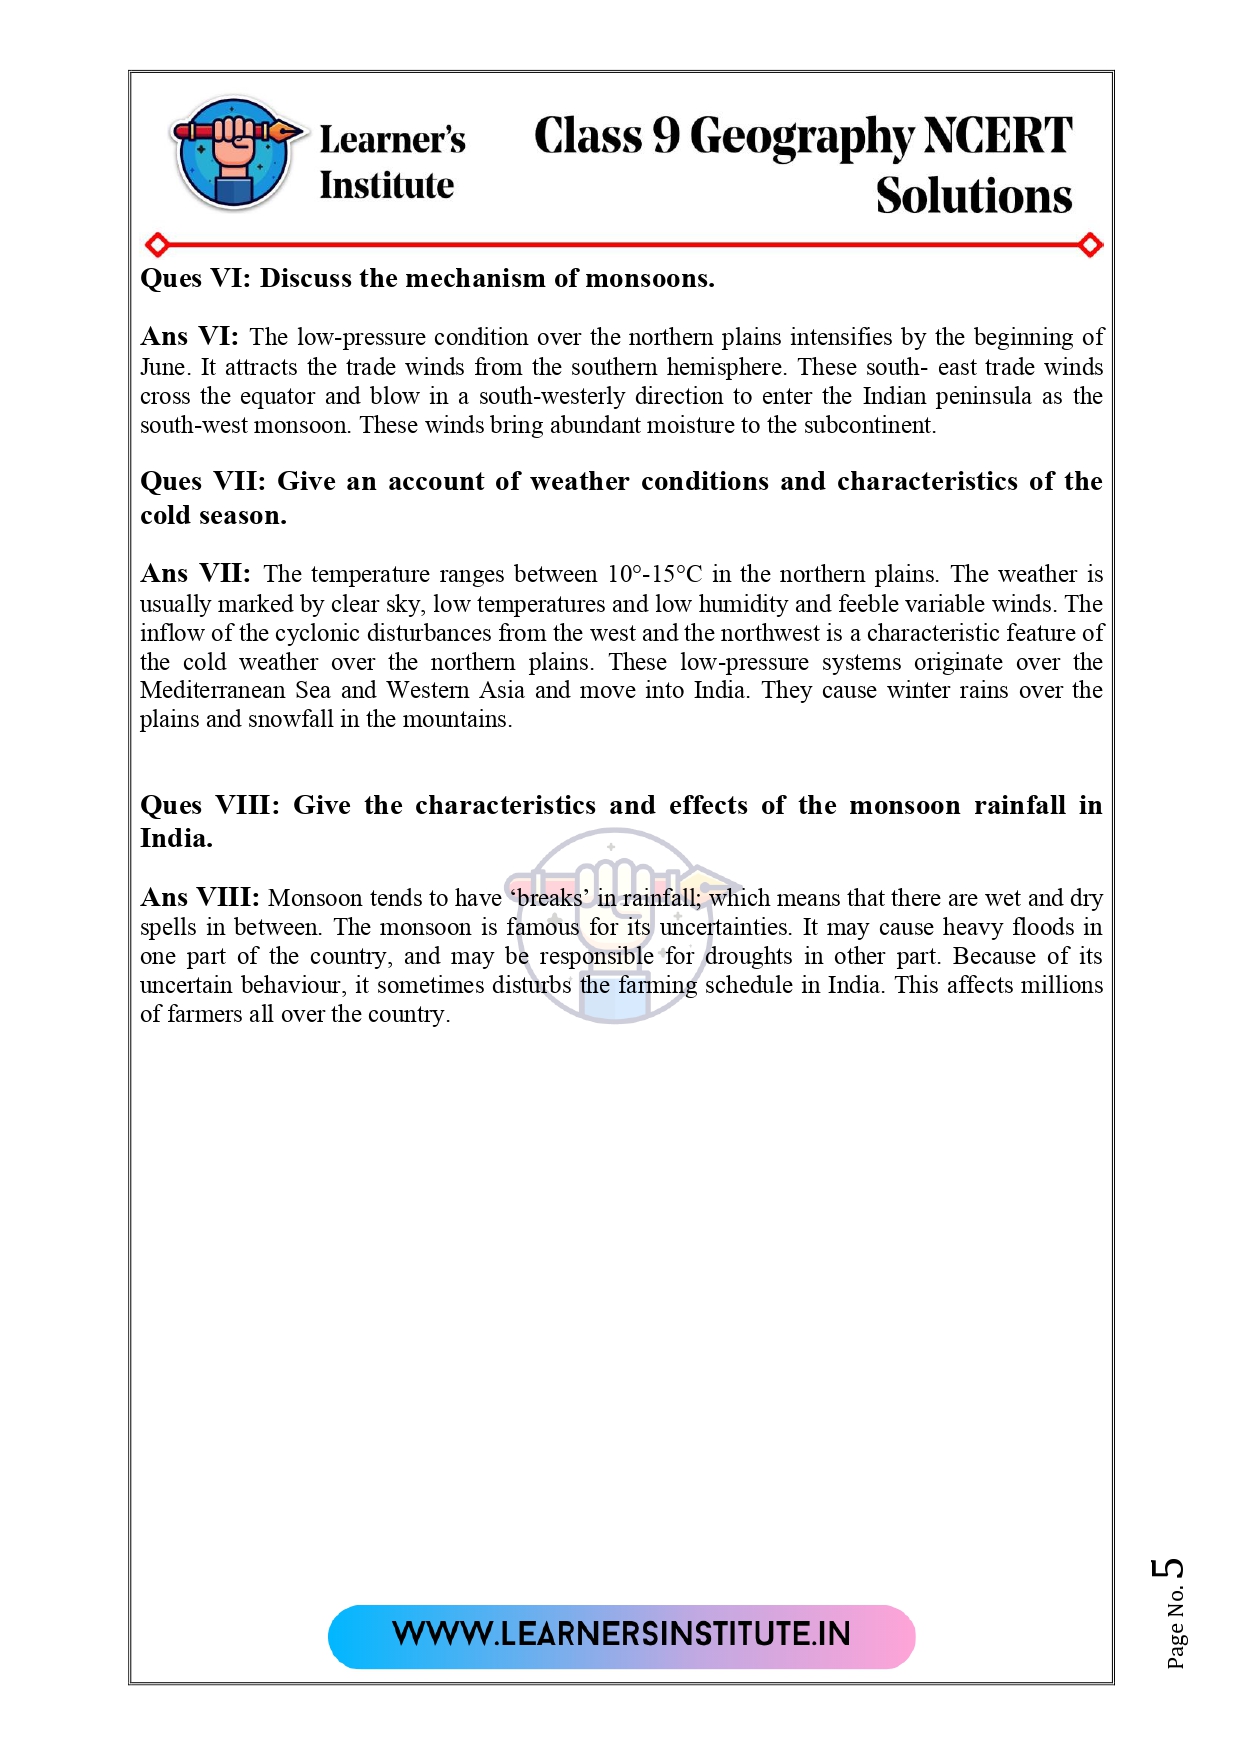 Learner's
Institute
Class 9 Geography NCERT
Solutions
Ques VI: Discuss the mechanism of monsoons.
Ans VI: The low-pressure condition over the northern plains intensifies by the beginning of
June. It attracts the trade winds from the southern hemisphere. These south- east trade winds
cross the equator and blow in a south-westerly direction to enter the Indian peninsula as the
south-west monsoon. These winds bring abundant moisture to the subcontinent.
Ques VII: Give an account of weather conditions and characteristics of the
cold season.
Ans VII: The temperature ranges between 10°-15°C in the northern plains. The weather is
usually marked by clear sky, low temperatures and low humidity and feeble variable winds. The
inflow of the cyclonic disturbances from the west and the northwest is a characteristic feature of
the cold weather over the northern plains. These low-pressure systems originate over the
Mediterranean Sea and Western Asia and move into India. They cause winter rains over the
plains and snowfall in the mountains.
Ques VIII: Give the characteristics and effects of the monsoon rainfall in
India.
Ans VIII: Monsoon tends to have ‘breaks’ in rainfall; which means that there are wet and dry
spells in between. The monsoon is famous for its uncertainties. It may cause heavy floods in
one part of the country, and may be responsible for droughts in other part. Because of its
uncertain behaviour, it sometimes disturbs the farming schedule in India. This affects millions
of farmers all over the country.
WWW.LEARNERSINSTITUTE.IN
Page No. 5